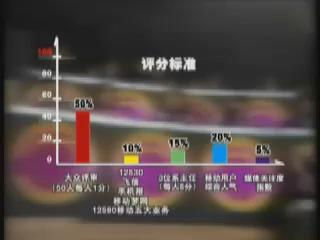 评分标准
100
80
60
40
20
0
50%
10%
15%
20%
5%
大众评审
(50人每人1分)
12530
飞信
手机报
移动梦网
12580移动五大业务
3位系主任
(每人5分)
移动用户
综合人气
媒体关注度
指数